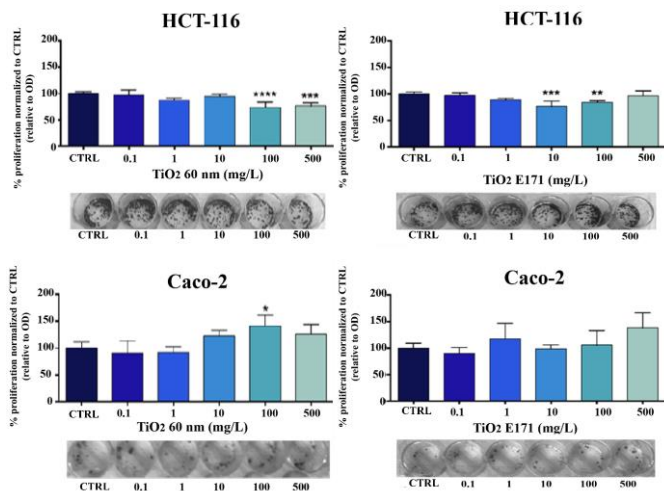 HCT-116
% proliferation normalized to CTRL
(relative to OD)
200
150
100
50
0
**** ***
CTRL 0.1 1 10 100 500
TiO2 60 nm (mg/L)
CTRL 0.1 1 10 100 500
HCT-116
% proliferation normalized to CTRL
(relative to OD)
200
150
100
50
0
*** **
CTRL 0.1 1 10 100 500
TiO2 E171 (mg/L)
CTRL 0.1 1 10 100 500
Caco-2
% proliferation normalized to CTRL
(relative to OD)
200
150
100
50
0
*
CTRL 0.1 1 10 100 500
TiO2 60 nm (mg/L)
CTRL 0.1 1 10 100 500
Caco-2
% proliferation normalized to CTRL
(relative to OD)
200
150
100
50
0
CTRL 0.1 1 10 100 500
TiO2 E171 (mg/L)
CTRL 0.1 1 10 100 500